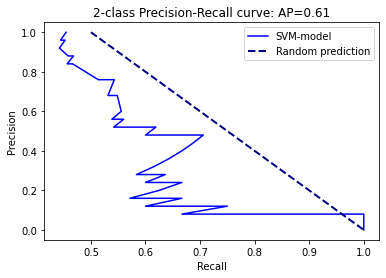 2-class Precision-Recall curve: AP=0.61
SVM-model
Random prediction
Precision
1.0
0.8
0.6
0.4
0.2
0.0
0.5 0.6 0.7 0.8 0.9 1.0
Recall